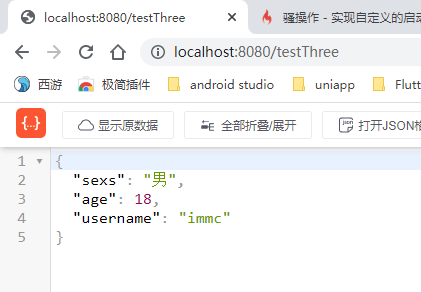 localhost:8080/testThree
骚操作 - 实现自定义的启动
localhost:8080/testThree
西游 极简插件 android studio uniapp Flutt
{··} 显示原数据 全部折叠/展开 打开JSON格
1 {
2 "sexs": "男",
3 "age": 18,
4 "username": "immc"
5 }